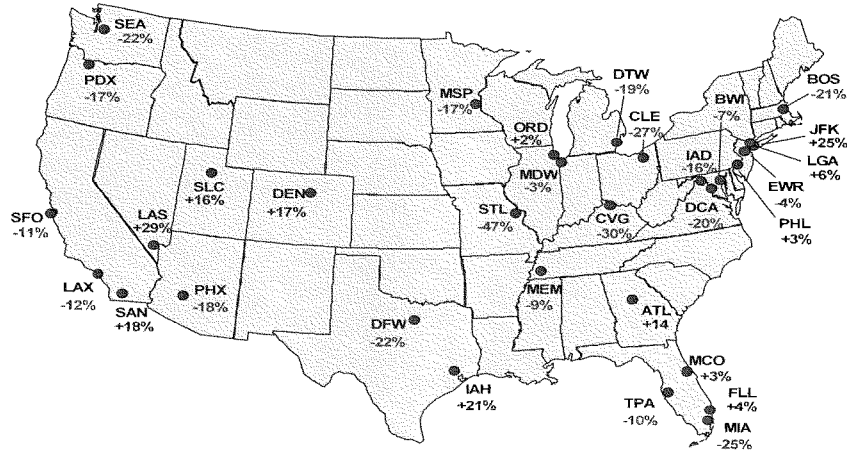 SEA
-22%
PDX
-17%
MSP
-17%
DTW
-19%
CLE
-27%
BWI
-7%
BOS
-21%
JFK
+25%
LGA
+6%
EWR
-4%
PHL
+3%
ORD
+2%
MDW
-3%
IAD
-16%
DCA
-20%
SLC
+16%
DEN
+17%
STL
-47%
CVG
-30%
SFO
-11%
LAS
+29%
LAX
-12%
SAN
+18%
PHX
-18%
MEM
-9%
ATL
+14
DFW
-22%
IAH
+21%
MCO
+3%
TPA
-10%
FLL
+4%
MIA
-25%